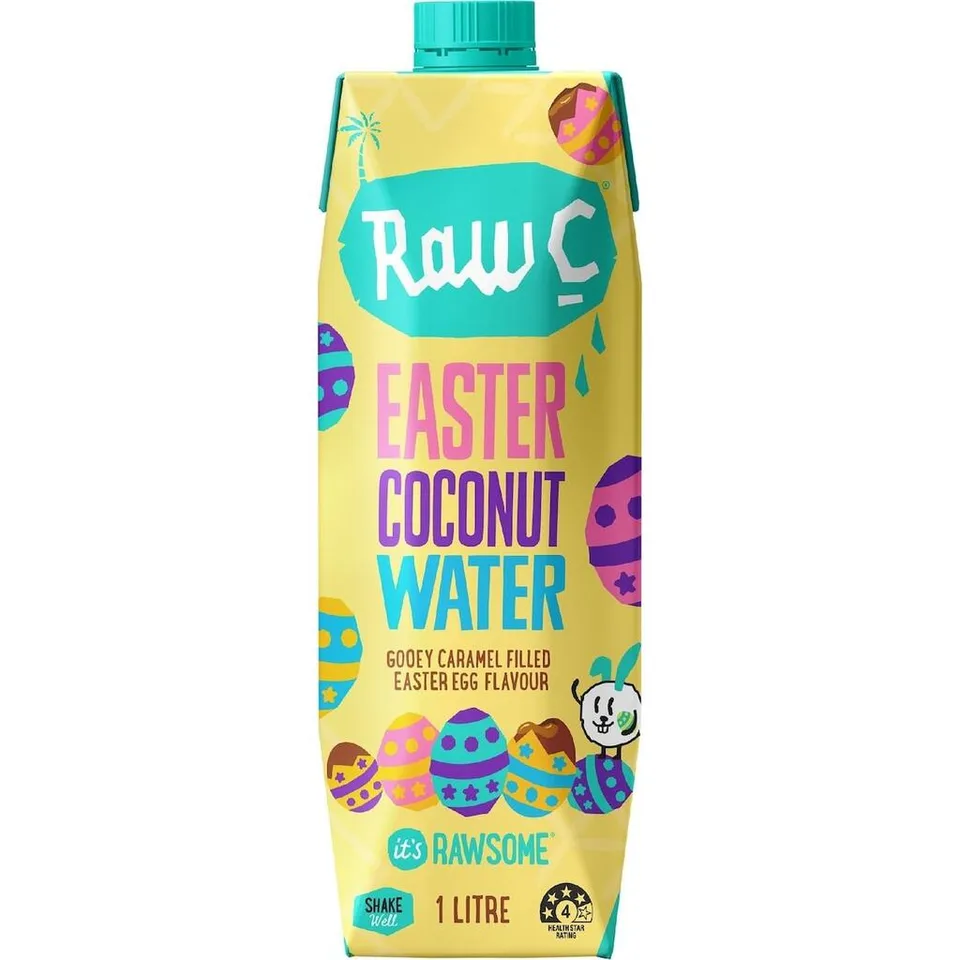 Raw C
®
EASTER
COCONUT
WATER
GOOEY CARAMEL FILLED
EASTER EGG FLAVOUR
it's RAWSOME®
SHAKE
Well.
1 LITRE
4
HEALTH STAR
RATING